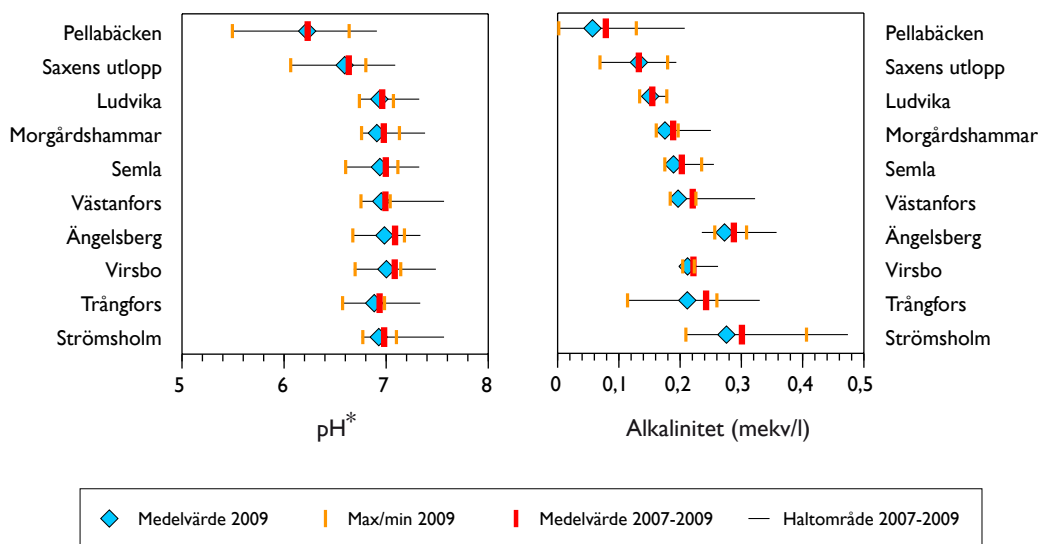 Pellabäcken
Saxens utlopp
Ludvika
Morgårdshammar
Semla
Västanfors
Ängelsberg
Virsbo
Trångfors
Strömsholm
5 6 7 8
pH*
Pellabäcken
Saxens utlopp
Ludvika
Morgårdshammar
Semla
Västanfors
Ängelsberg
Virsbo
Trångfors
Strömsholm
0 0,1 0,2 0,3 0,4 0,5
Alkalinitet (mekv/l)
Medelvärde 2009 Max/min 2009 Medelvärde 2007-2009 Haltområde 2007-2009